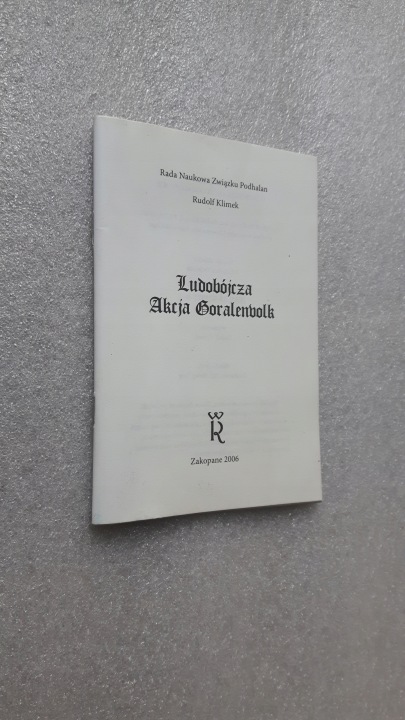 Rada Naukowa Związku Podhalan
Rudolf Klimek
Ludobójcza
Akcja Goralenvolk
W
R
Zakopane 2006